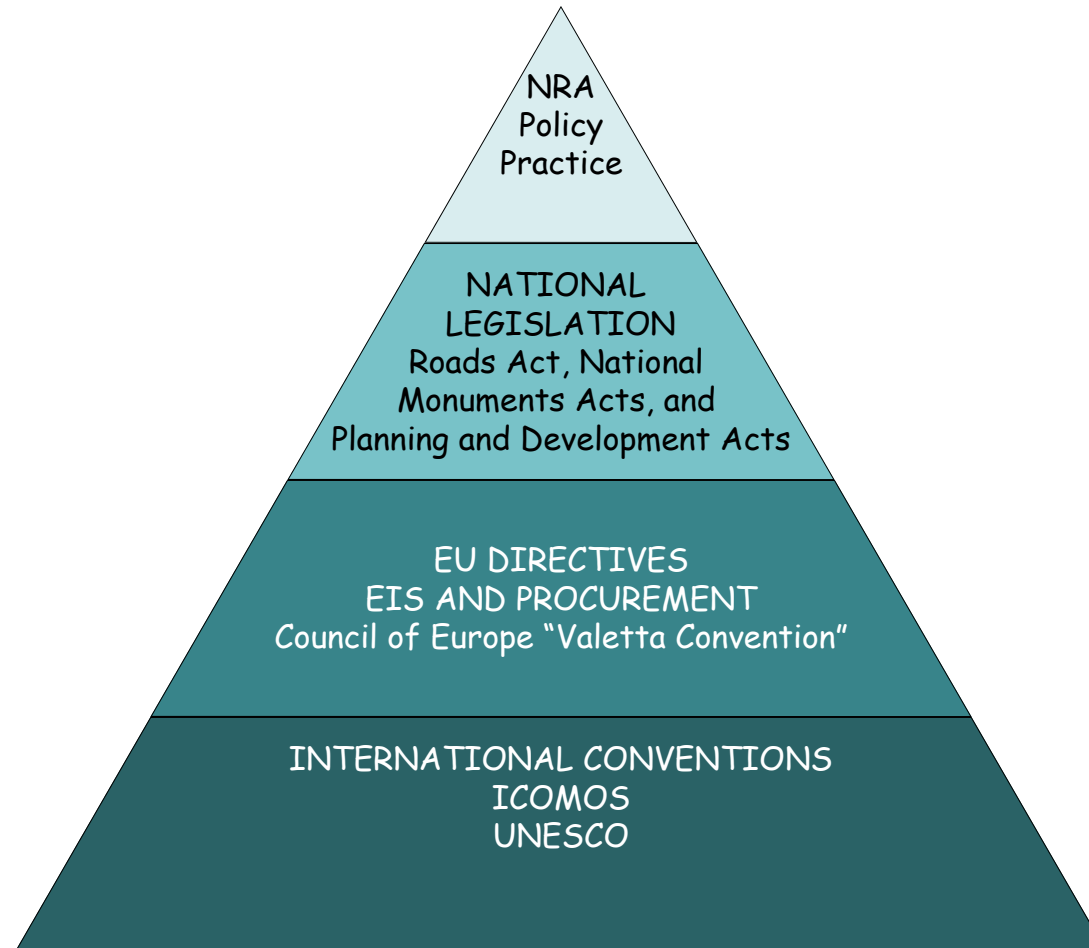 NRA
Policy
Practice
NATIONAL
LEGISLATION
Roads Act, National
Monuments Acts, and
Planning and Development Acts
EU DIRECTIVES
EIS AND PROCUREMENT
Council of Europe “Valetta Convention”
INTERNATIONAL CONVENTIONS
ICOMOS
UNESCO